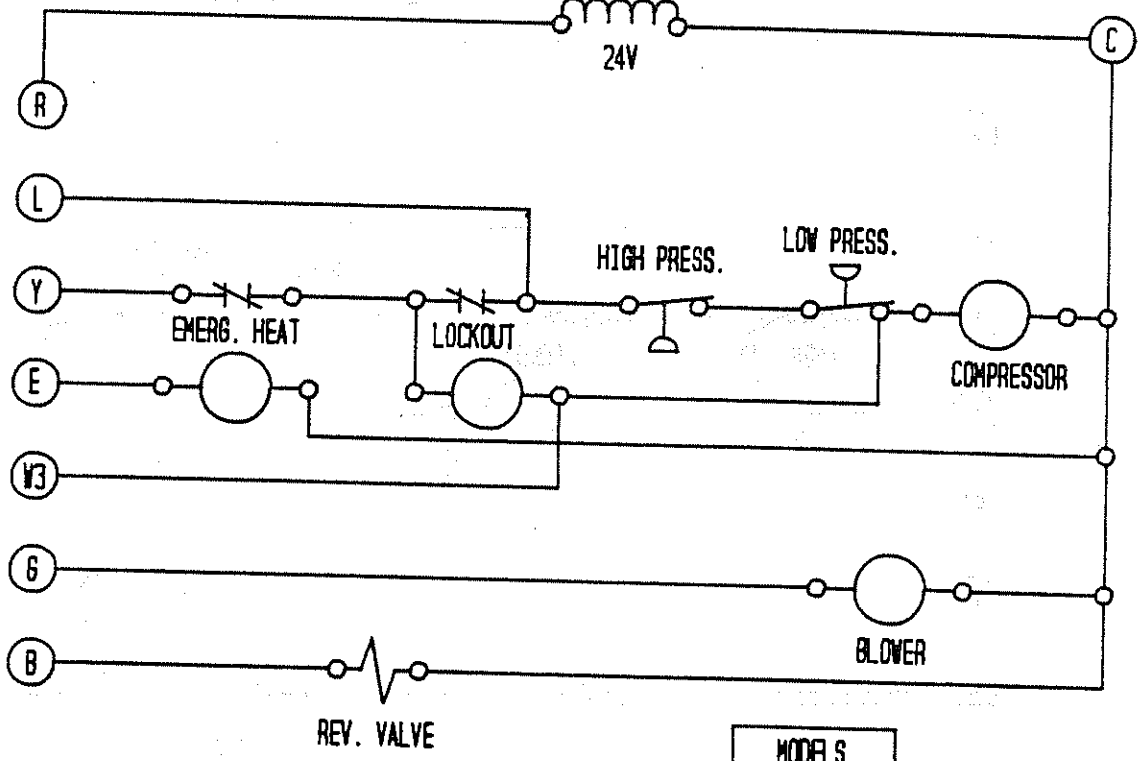 C
24V
R
L
HIGH PRESS.
LOW PRESS.
Y
EMERG. HEAT
LOCKOUT
COMPRESSOR
E
W3
G
BLOWER
B
REV. VALVE
MODELS